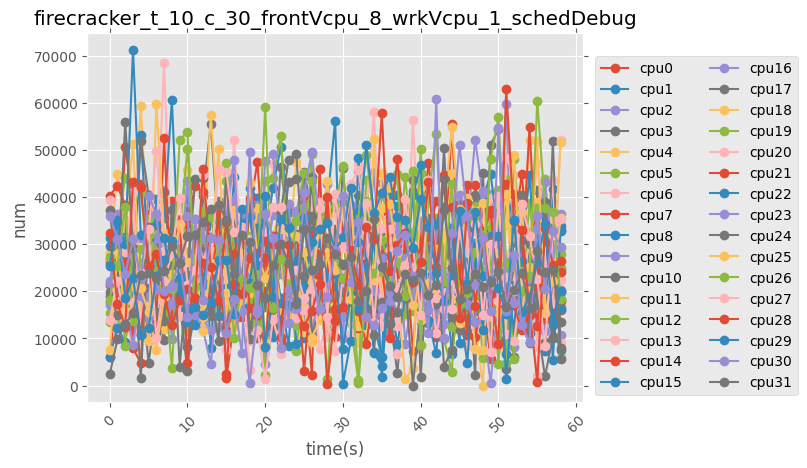 firecracker_t_10_c_30_frontVcpu_8_wrkVcpu_1_schedDebug
num
70000
60000
50000
40000
30000
20000
10000
0
0
10
20
30
40
50
60
time(s)
cpu0
cpu1
cpu2
cpu3
cpu4
cpu5
cpu6
cpu7
cpu8
cpu9
cpu10
cpu11
cpu12
cpu13
cpu14
cpu15
cpu16
cpu17
cpu18
cpu19
cpu20
cpu21
cpu22
cpu23
cpu24
cpu25
cpu26
cpu27
cpu28
cpu29
cpu30
cpu31